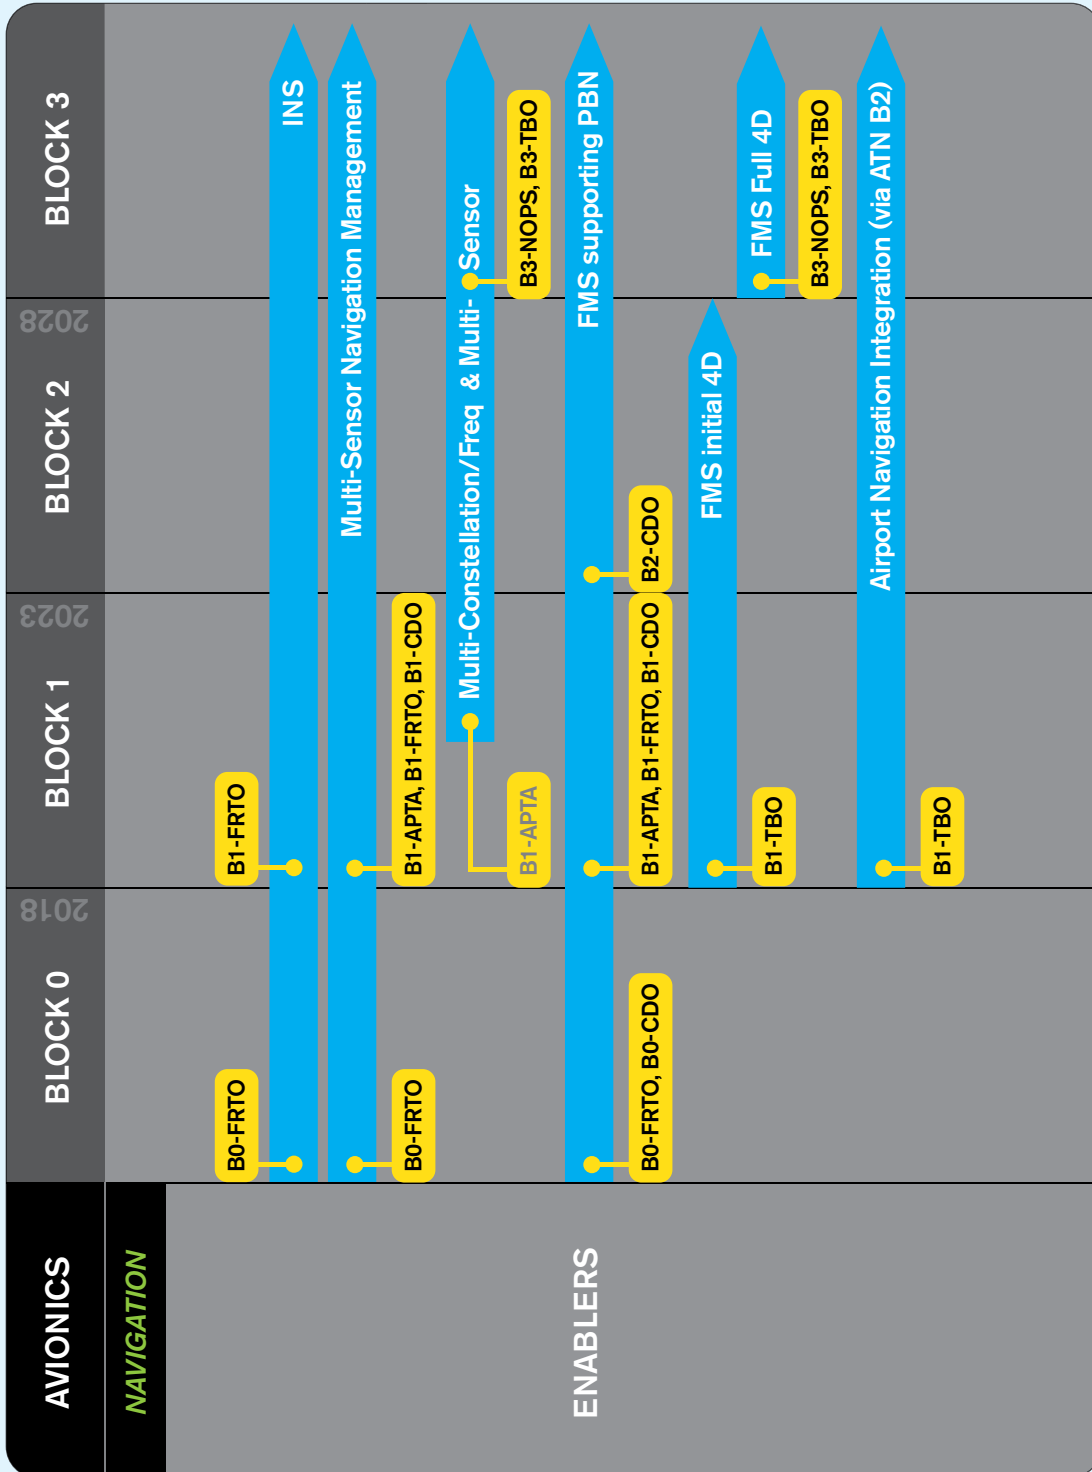 AVIONICS
BLOCK 0
2018
BLOCK 1
2023
BLOCK 2
2028
BLOCK 3
NAVIGATION
ENABLERS
B0-FRTO
B1-FRTO
INS
Multi-Sensor Navigation Management
B0-FRTO
B1-APTA, B1-FRTO, B1-CDO
Multi-Constellation/Freq & Multi- Sensor
B1-APTA
B3-NOPS, B3-TBO
FMS supporting PBN
B0-FRTO, B0-CDO
B1-APTA, B1-FRTO, B1-CDO
B2-CDO
FMS initial 4D
B1-TBO
FMS Full 4D
B3-NOPS, B3-TBO
Airport Navigation Integration (via ATN B2)
B1-TBO